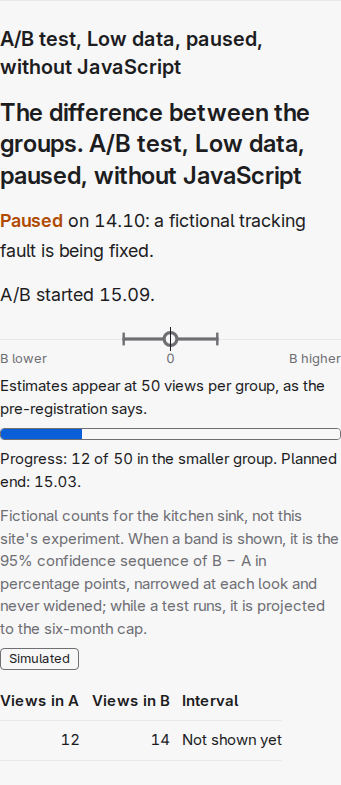 A/B test, Low data, paused,
without JavaScript
The difference between the
groups. A/B test, Low data,
paused, without JavaScript
Paused on 14.10: a fictional tracking
fault is being fixed.
A/B started 15.09.
B lower 0 B higher
Estimates appear at 50 views per group, as the
pre-registration says.
Progress: 12 of 50 in the smaller group. Planned
end: 15.03.
Fictional counts for the kitchen sink, not this
site's experiment. When a band is shown, it is the
95% confidence sequence of B − A in
percentage points, narrowed at each look and
never widened; while a test runs, it is projected
to the six-month cap.
Simulated
Views in A Views in B Interval
12 14 Not shown yet